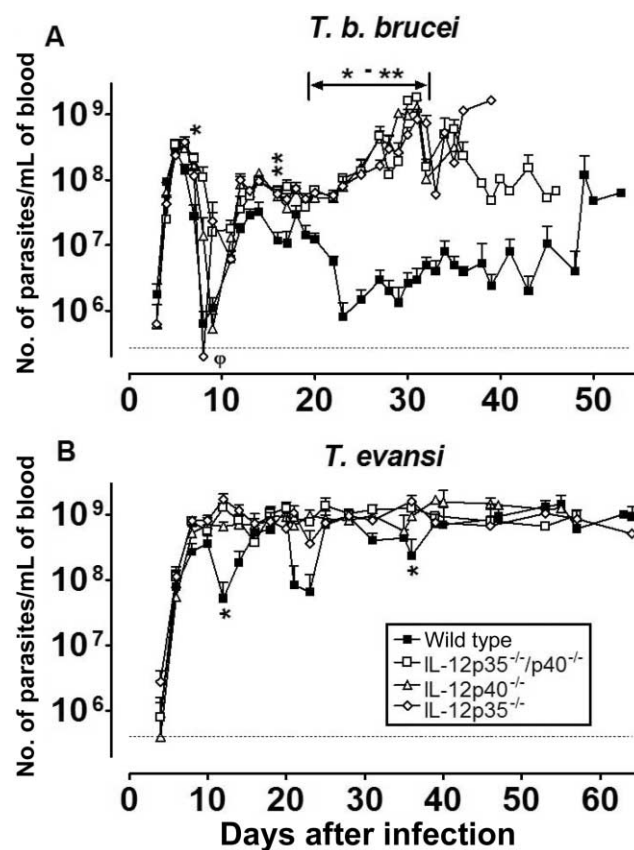 T. b. brucei
A
No. of parasites/mL of blood
10⁹
10⁸
10⁷
10⁶
*
**
* - **
φ
0 10 20 30 40 50
T. evansi
B
No. of parasites/mL of blood
10⁹
10⁸
10⁷
10⁶
*
*
Wild type
IL-12p35⁻/⁻/p40⁻/⁻
IL-12p40⁻/⁻
IL-12p35⁻/⁻
0 10 20 30 40 50 60
Days after infection